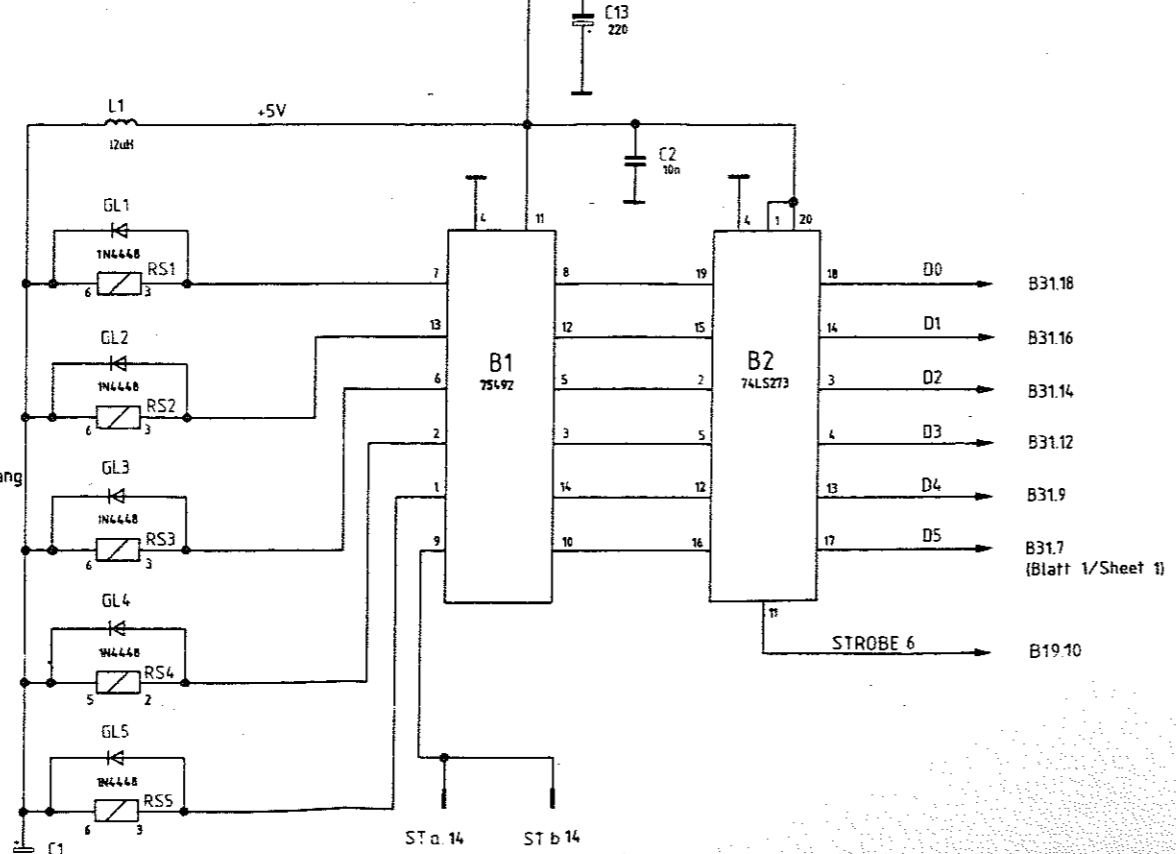 C13
220
L1
12uH
+5V
C2
10n
GL1
1N4448
RS1
6 3
GL2
1N4448
RS2
6 3
ang
GL3
1N4448
RS3
6 3
GL4
1N4448
RS4
5 2
GL5
1N4448
RS5
6 3
C1
4 11
B1
75492
7 8
13 12
6 5
2 3
1 14
9 10
STa.14 STb14
4 1 20
B2
74LS273
19 18 D0 B31.18
15 14 D1 B31.16
2 3 D2 B31.14
5 4 D3 B31.12
12 13 D4 B31.9
16 17 D5 B31.7
(Blatt 1/Sheet 1)
11
STROBE 6 B19.10